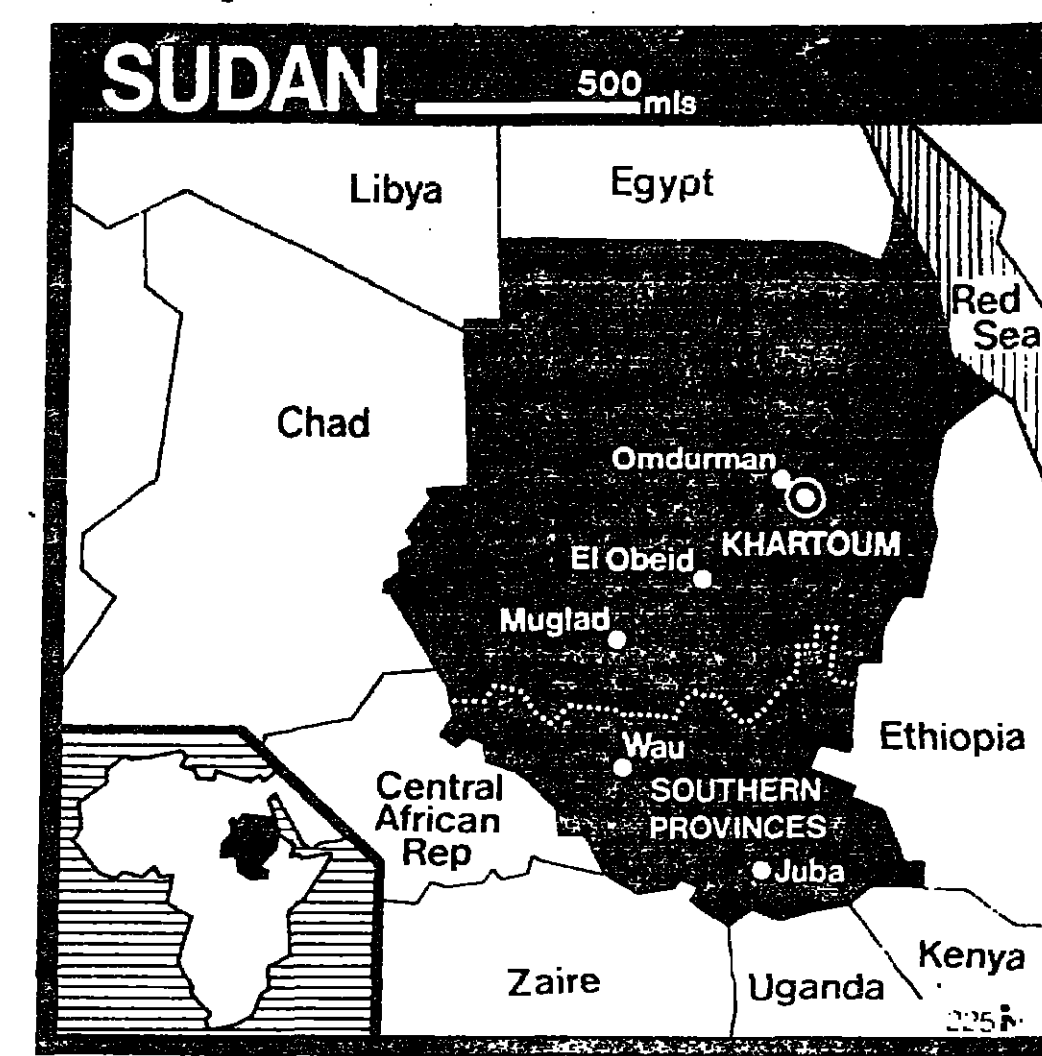 SUDAN
500
mls
Libya
Egypt
Red
Sea
Chad
Omdurman
KHARTOUM
El Obeid
Muglad
Wau
Ethiopia
Central
African
Rep
SOUTHERN
PROVINCES
Juba
Zaire
Uganda
Kenya